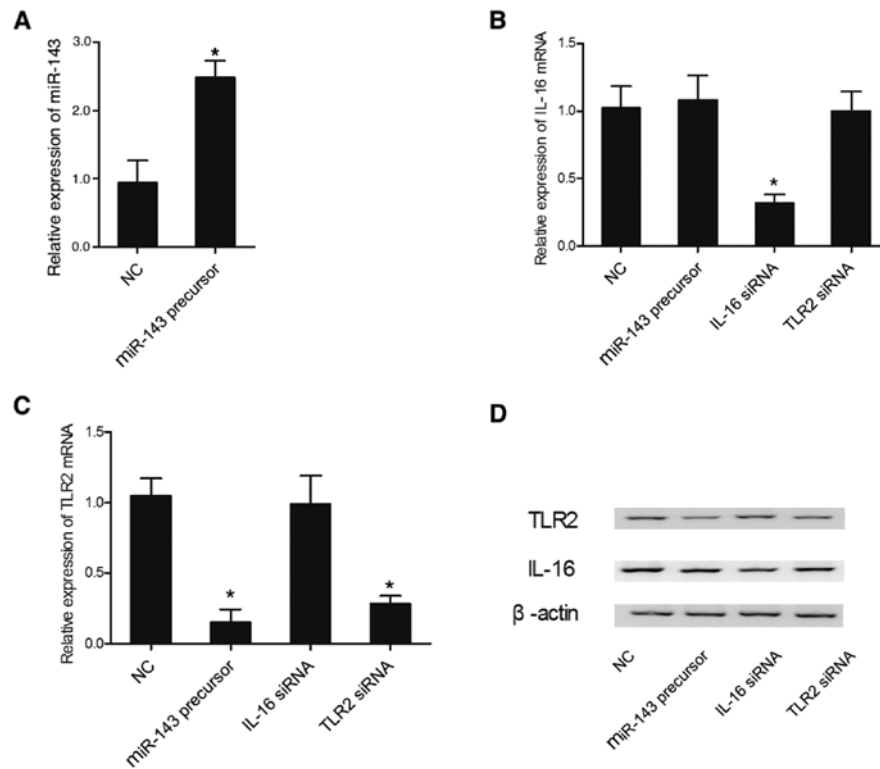 A
Relative expression of miR-143
3.0
2.0
1.0
0.0
*
NC
miR-143 precursor
B
Relative expression of IL-16 mRNA
1.5
1.0
0.5
0.0
*
NC
miR-143 precursor
IL-16 siRNA
TLR2 siRNA
C
Relative expression of TLR2 mRNA
1.5
1.0
0.5
0.0
*
*
NC
miR-143 precursor
IL-16 siRNA
TLR2 siRNA
D
TLR2
IL-16
β -actin
NC
miR-143 precursor
IL-16 siRNA
TLR2 siRNA